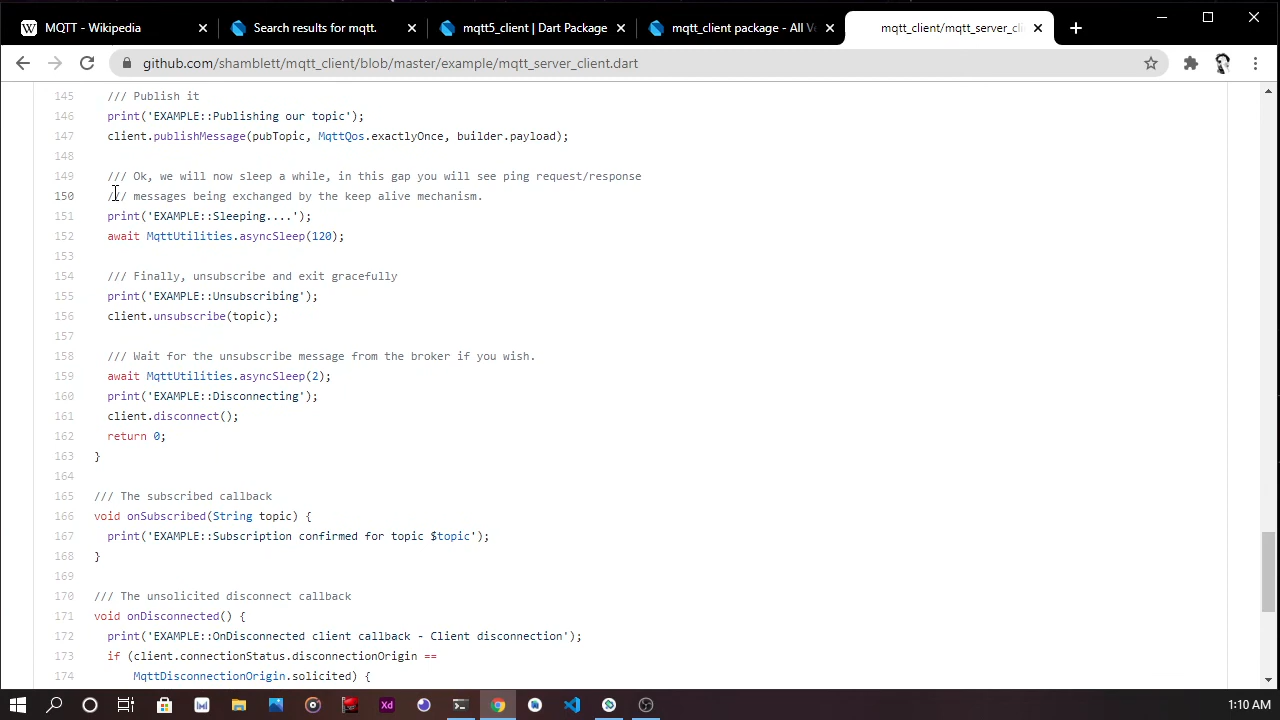 MQTT - Wikipedia
Search results for mqtt.
mqtt5_client | Dart Package
mqtt_client package - All V
mqtt_client/mqtt_server_cli
github.com/shamblett/mqtt_client/blob/master/example/mqtt_server_client.dart
145 /// Publish it
146 print('EXAMPLE::Publishing our topic');
147 client.publishMessage(pubTopic, MqttQos.exactlyOnce, builder.payload);
148
149 /// Ok, we will now sleep a while, in this gap you will see ping request/response
150 /// messages being exchanged by the keep alive mechanism.
151 print('EXAMPLE::Sleeping....');
152 await MqttUtilities.asyncSleep(120);
153
154 /// Finally, unsubscribe and exit gracefully
155 print('EXAMPLE::Unsubscribing');
156 client.unsubscribe(topic);
157
158 /// Wait for the unsubscribe message from the broker if you wish.
159 await MqttUtilities.asyncSleep(2);
160 print('EXAMPLE::Disconnecting');
161 client.disconnect();
162 return 0;
163 }
164
165 /// The subscribed callback
166 void onSubscribed(String topic) {
167 print('EXAMPLE::Subscription confirmed for topic $topic');
168 }
169
170 /// The unsolicited disconnect callback
171 void onDisconnected() {
172 print('EXAMPLE::OnDisconnected client callback - Client disconnection');
173 if (client.connectionStatus.disconnectionOrigin ==
174 MqttDisconnectionOrigin.solicited) {
1:10 AM